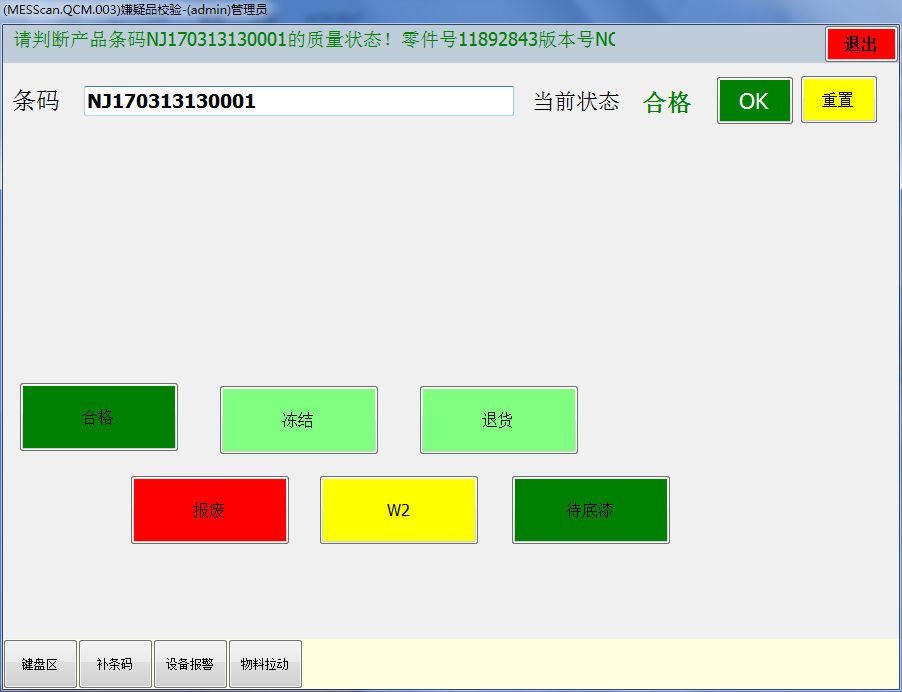 (MESScan.QCM.003)嫌疑品校验-(admin)管理员
请判断产品条码NJ170313130001的质量状态！零件号11892843版本号NC
退出
条码 NJ170313130001 当前状态 合格 OK 重置
合格 冻结 退货
报废 W2 待底漆
键盘区 补条码 设备报警 物料拉动